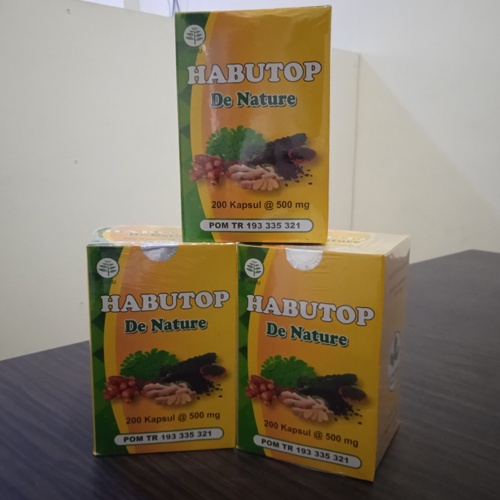 HABUTOP
De Nature
200 Kapsul @ 500 mg
POM TR 193 335 321
HABUTOP
De Nature
200 Kapsul @ 500 mg
POM TR 193 335 321
HABUTOP
De Nature
200 Kapsul @ 500 mg
POM TR 193 335 321